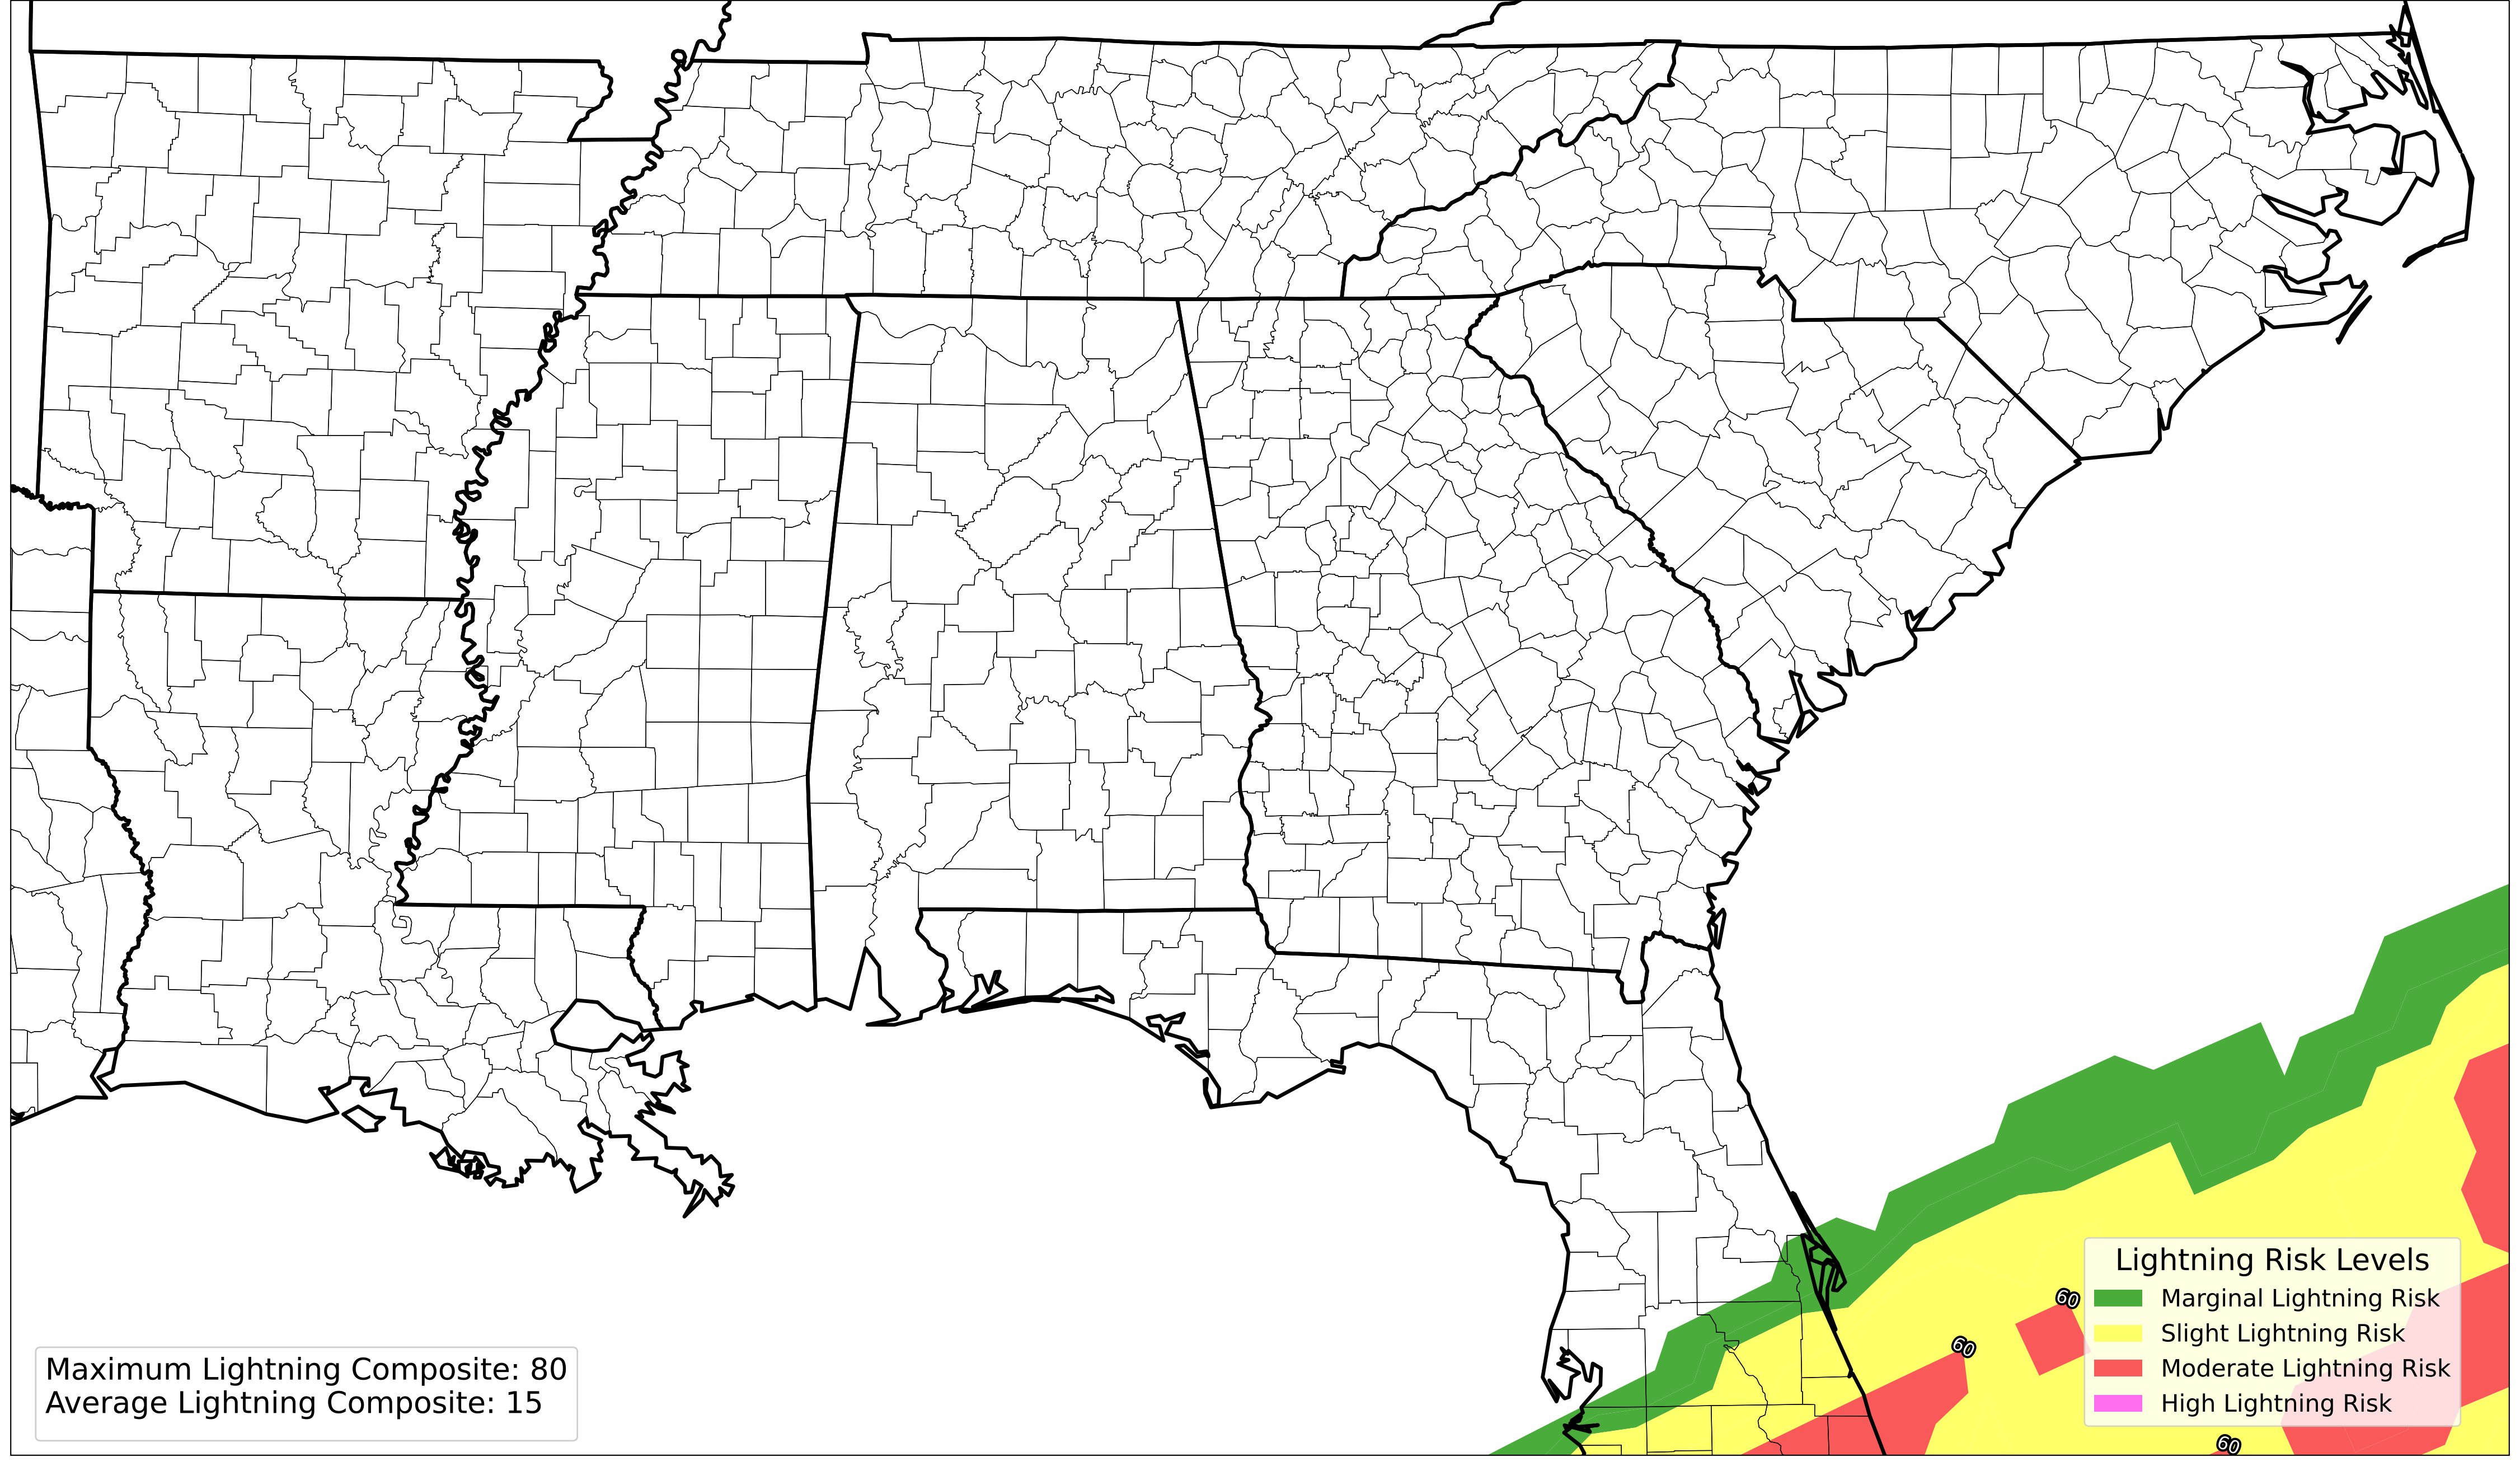 60
60
60
Lightning Risk Levels
Marginal Lightning Risk
Slight Lightning Risk
Moderate Lightning Risk
High Lightning Risk
Maximum Lightning Composite: 80
Average Lightning Composite: 15